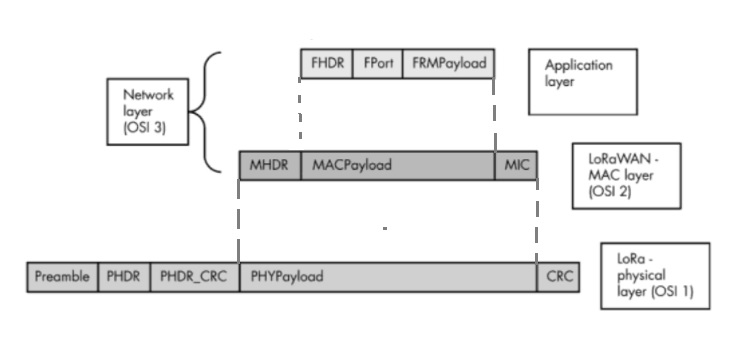 FHDR FPort FRMPayload
Application
layer
Network
layer
(OSI 3)
MHDR MACPayload MIC
LoRaWAN -
MAC layer
(OSI 2)
Preamble PHDR PHDR_CRC PHYPayload CRC
LoRa -
physical
layer (OSI 1)